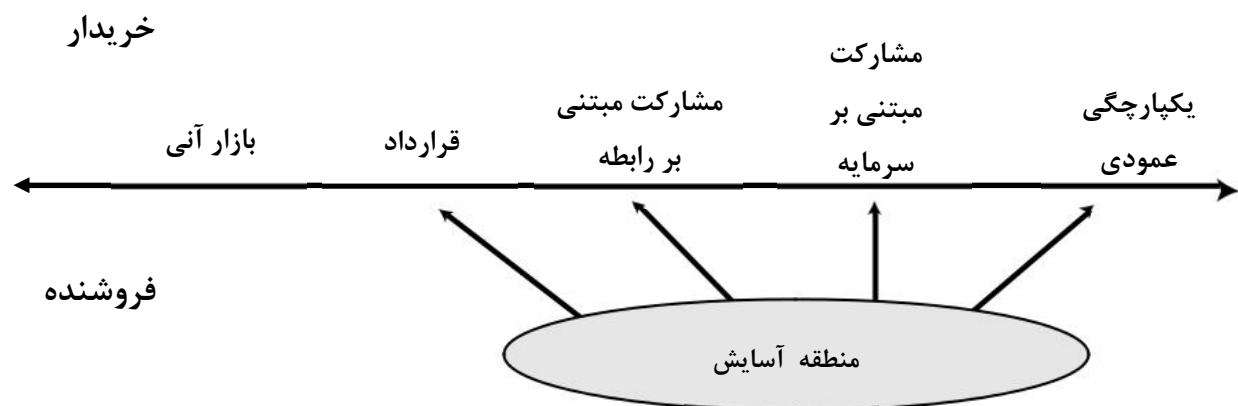 خریدار
بازار آنی
قرارداد
مشارکت مبتنی
بر رابطه
مشارکت
مبتنی بر
سرمایه
یکپارچگی
عمودی
فروشنده
منطقه آسایش